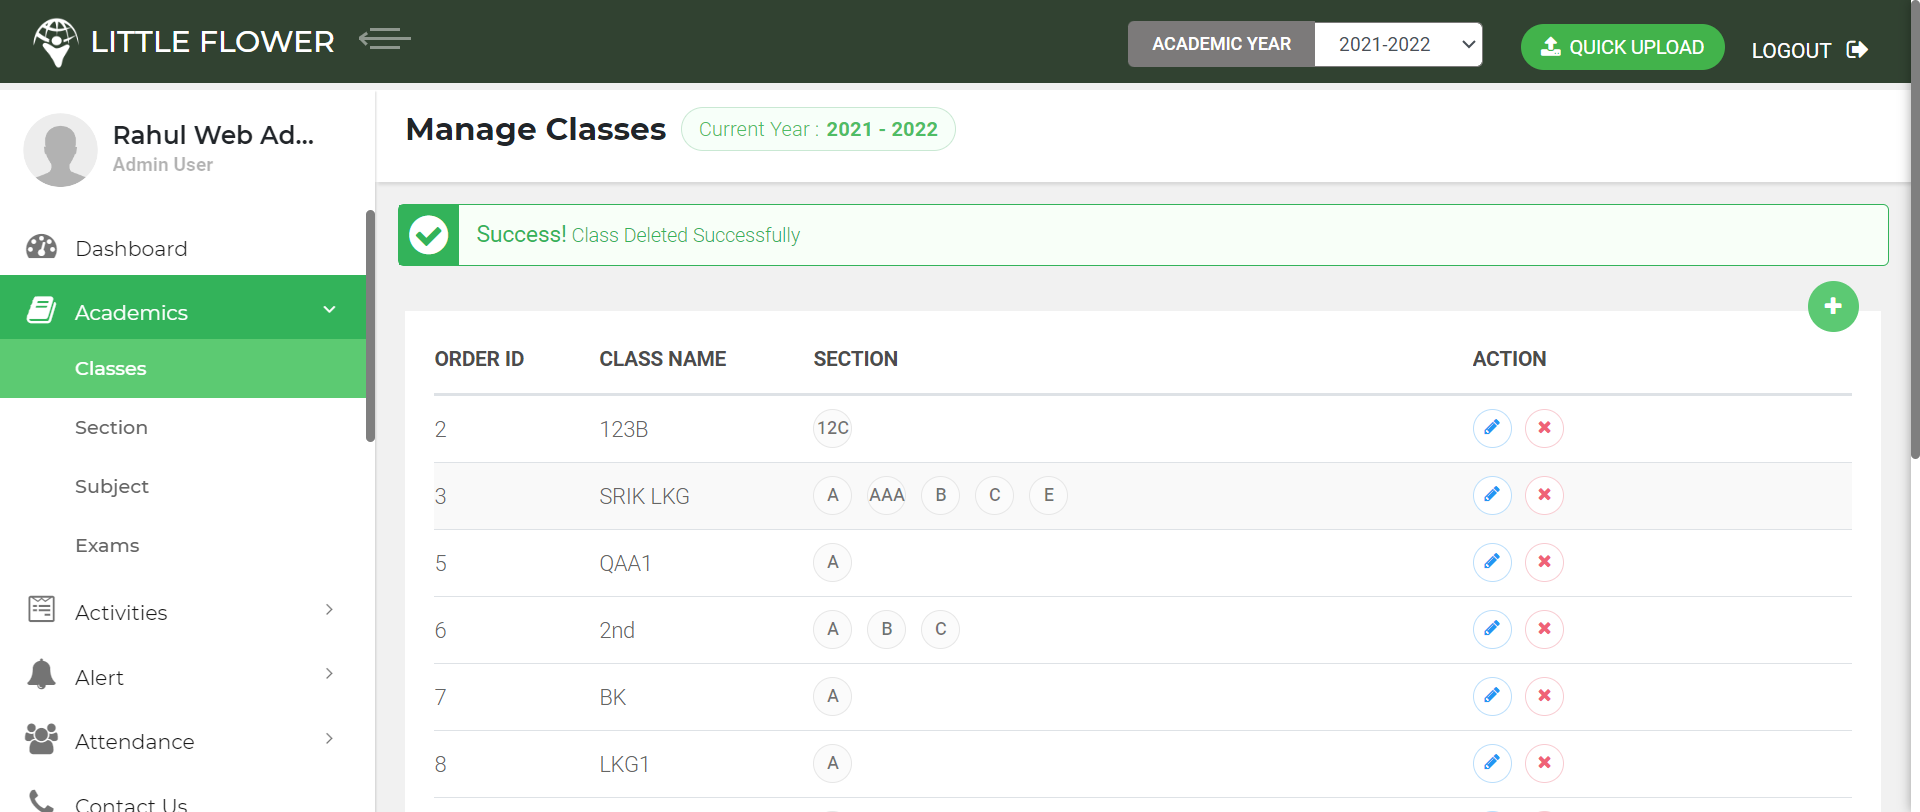 LITTLE FLOWER
ACADEMIC YEAR 2021-2022
QUICK UPLOAD
LOGOUT
Rahul Web Ad...
Admin User
Dashboard
Academics
Classes
Section
Subject
Exams
Activities
Alert
Attendance
Contact Us
Manage Classes
Current Year : 2021 - 2022
Success! Class Deleted Successfully
ORDER ID CLASS NAME SECTION ACTION
2 123B 12C
3 SRIK LKG A AAA B C E
5 QAA1 A
6 2nd A B C
7 BK A
8 LKG1 A